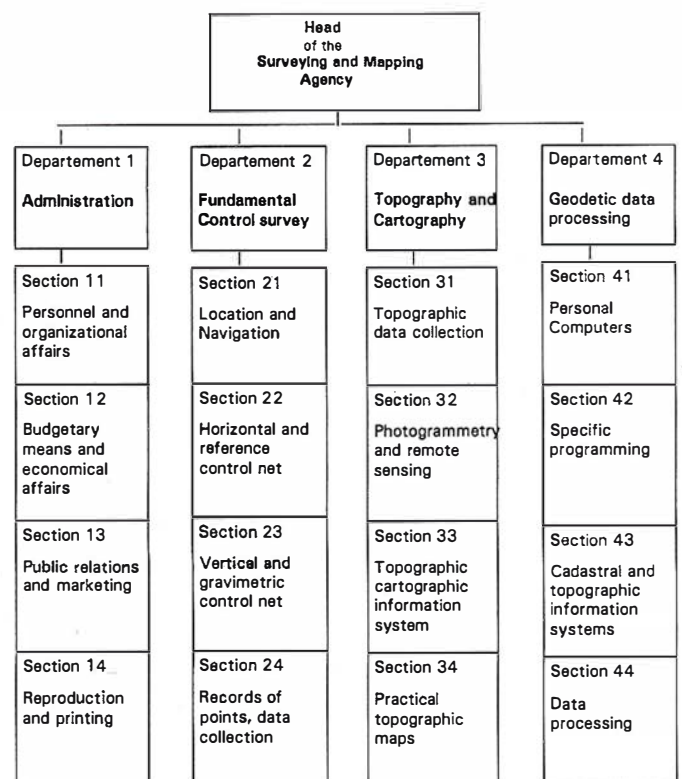 Head
of the
Surveying and Mapping
Agency
Departement 1
Administration
Departement 2
Fundamental
Control survey
Departement 3
Topography and
Cartography
Departement 4
Geodetic data
processing
Section 11
Personnel and
organizational
affairs
Section 12
Budgetary
means and
economical
affairs
Section 13
Public relations
and marketing
Section 14
Reproduction
and printing
Section 21
Location and
Navigation
Section 22
Horizontal and
reference
control net
Section 23
Vertical and
gravimetric
control net
Section 24
Records of
points, data
collection
Section 31
Topographic
data collection
Section 32
Photogrammetry
and remote
sensing
Section 33
Topographic
cartographic
information
system
Section 34
Practical
topographic
maps
Section 41
Personal
Computers
Section 42
Specific
programming
Section 43
Cadastral and
topographic
information
systems
Section 44
Data
processing